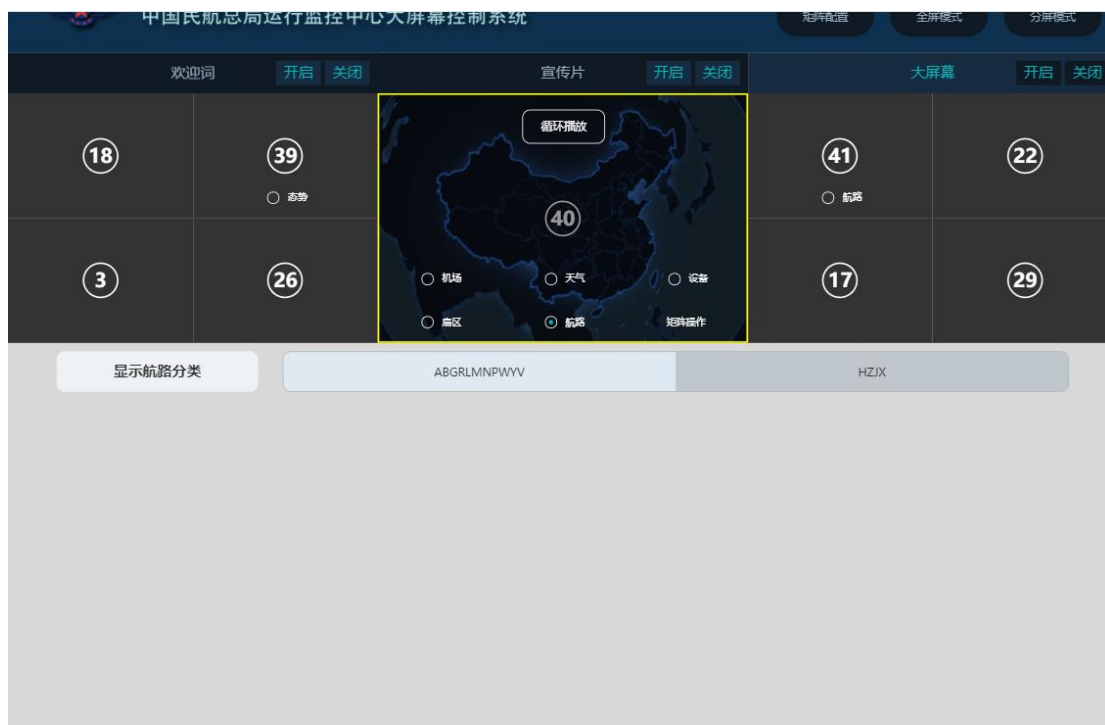 中国民航总局运行监控中心大屏幕控制系统 矩阵配置 全屏模式 分屏模式
欢迎词 开启 关闭 宣传片 开启 关闭 大屏幕 开启 关闭
循环播放
18 39 41 22
态势 航路
40
3 26 机场 天气 设备 17 29
扇区 航路 矩阵操作
显示航路分类 ABGRLMNPWYV HZJX